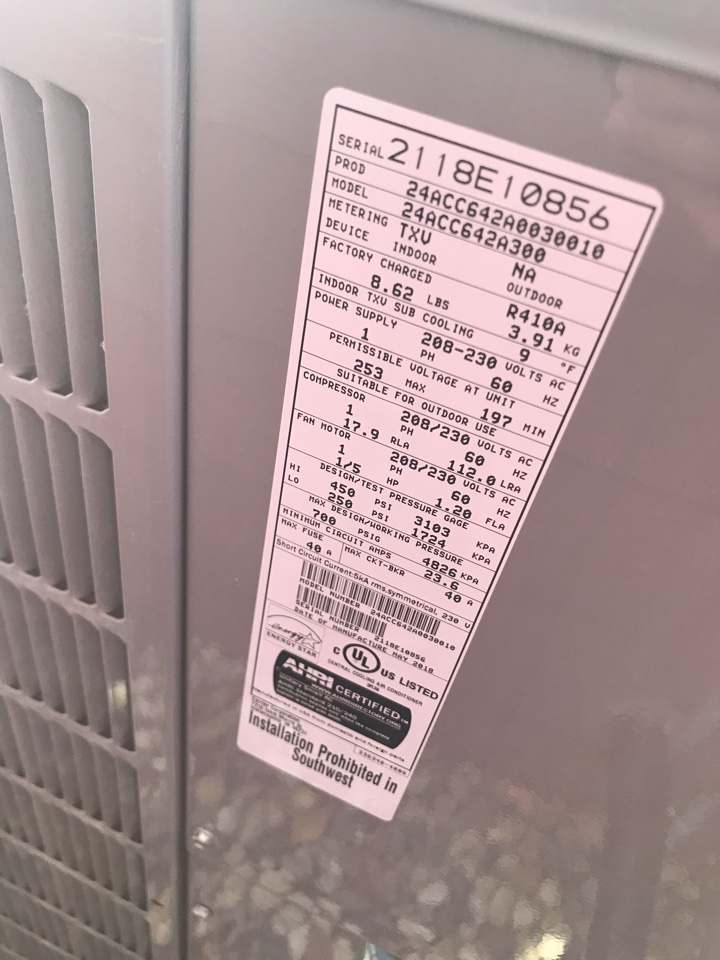 SERIAL 2118E10856
PROD 24ACC642A0030010
MODEL 24ACC642A300
METERING TXV NA
DEVICE INDOOR OUTDOOR
FACTORY CHARGED R410A
8.62 LBS 3.91 KG
INDOOR TXV SUB COOLING 9 °F
POWER SUPPLY 208-230 VOLTS AC
1 PH 60 HZ
PERMISSIBLE VOLTAGE AT UNIT
253 MAX 197 MIN
SUITABLE FOR OUTDOOR USE
COMPRESSOR 208/230 VOLTS AC
1 PH 60 HZ
17.9 RLA 112.0 LRA
FAN MOTOR 208/230 VOLTS AC
1 PH 60 HZ
1/5 HP 1.20 FLA
DESIGN/TEST PRESSURE GAGE
HI 450 PSI 3103 KPA
LO 250 PSI 1724 KPA
MAX DESIGN/WORKING PRESSURE
700 PSIG 4826 KPA
MINIMUM CIRCUIT AMPS 23.6
MAX FUSE MAX CKT-BKR
40 A 40 A
Short Circuit Current:5kA rms,symmetrical, 230 V
MODEL NUMBER 24ACC642A0030010
SERIAL NUMBER 2118E10856
DATE OF MANUFACTURE MAY 2018
energy
ENERGY STAR
C UL US LISTED
CENTRAL COOLING AIR CONDITIONER
AHRI CERTIFIED™
WWW.AHRIDIRECTORY.ORG
Installation Prohibited in
Southwest